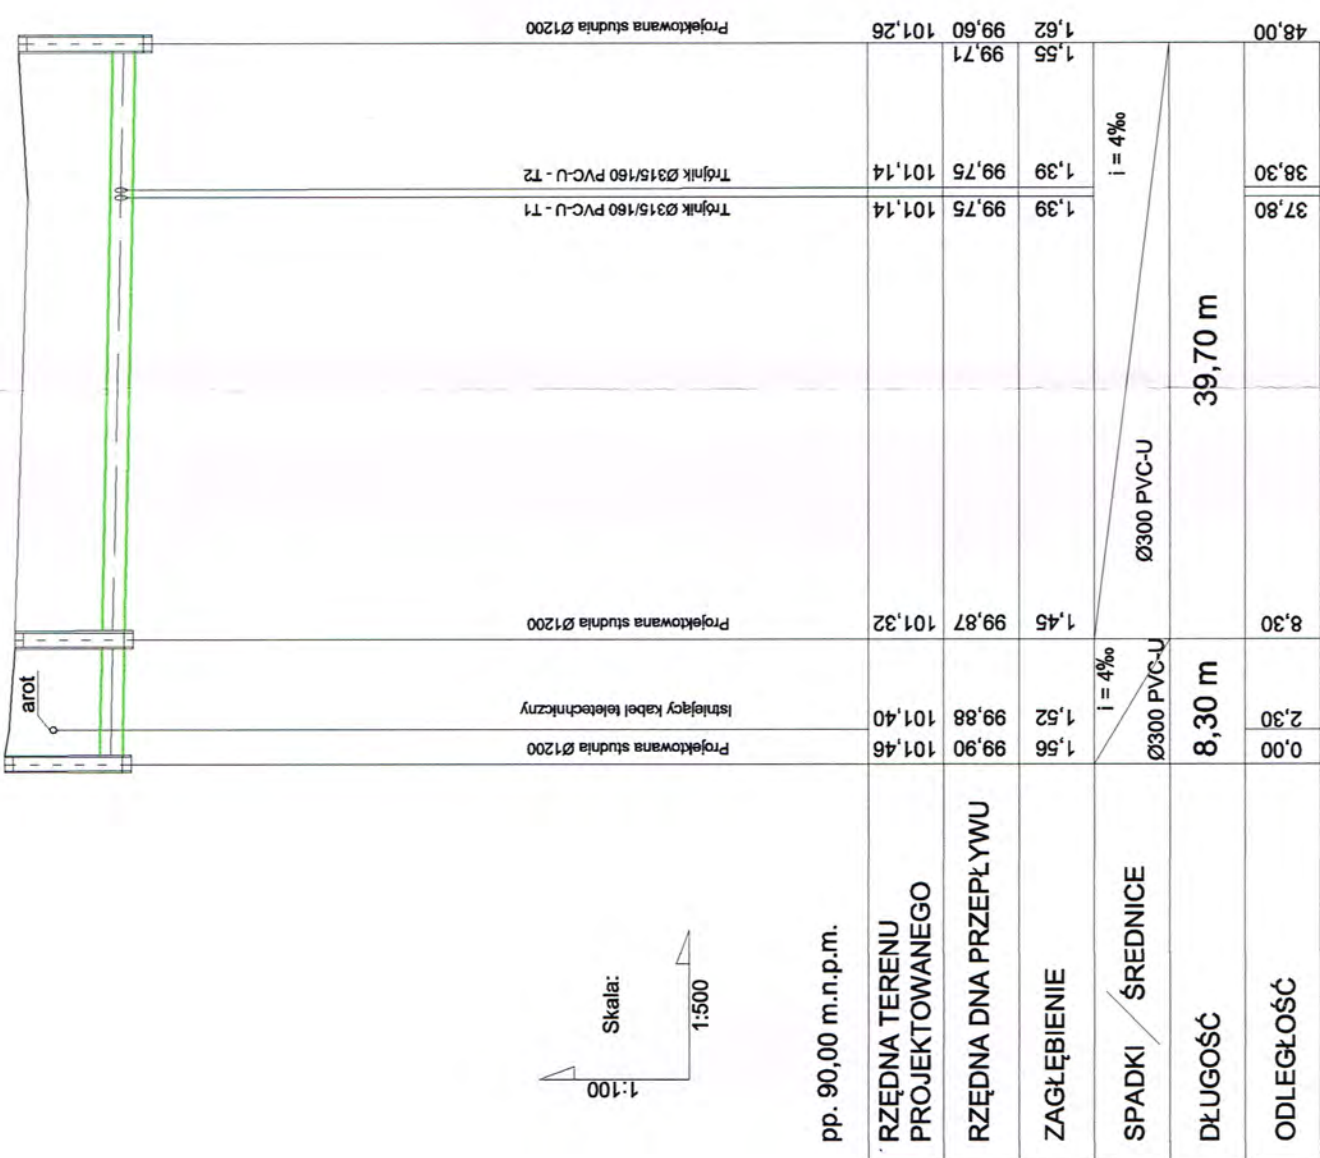 arot
Projektowana studnia Ø1200
Istniejący kabel teletechniczny
Projektowana studnia Ø1200
Trójnik Ø315/160 PVC-U - T1
Trójnik Ø315/160 PVC-U - T2
Projektowana studnia Ø1200
Skala:
1:100
1:500
pp. 90,00 m.n.p.m.
RZĘDNA TERENU
PROJEKTOWANEGO
101,46 101,40 101,32 101,14 101,14 101,26
RZĘDNA DNA PRZEPŁYWU
99,90 99,88 99,87 99,75 99,75 99,71 99,60
ZAGŁĘBIENIE
1,56 1,52 1,45 1,39 1,39 1,55 1,62
SPADKI / ŚREDNICE
i = 4‰
Ø300 PVC-U
i = 4‰
Ø300 PVC-U
DŁUGOŚĆ
8,30 m
39,70 m
ODLEGŁOŚĆ
0,00 2,30 8,30 37,80 38,30 48,00